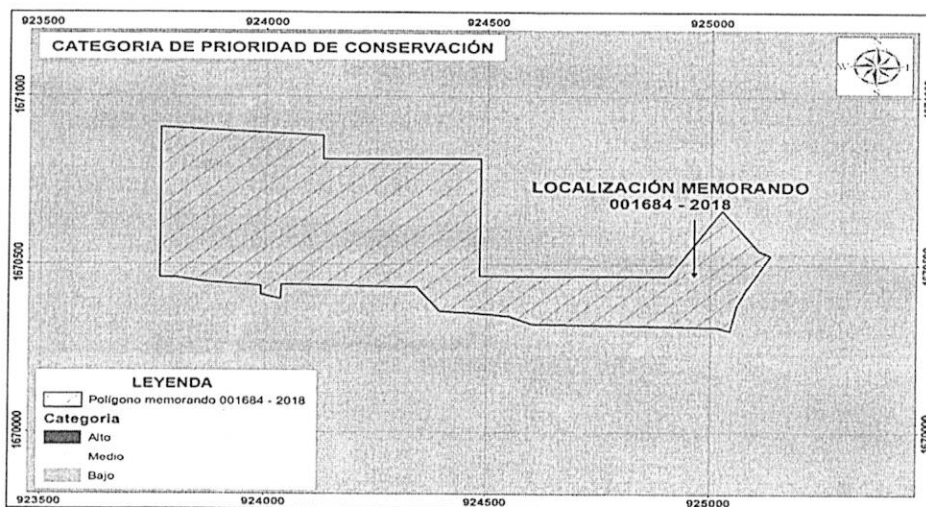 923500 924000 924500 925000
CATEGORIA DE PRIORIDAD DE CONSERVACIÓN
1671000
LOCALIZACIÓN MEMORANDO
001684 - 2018
1670500
LEYENDA
Polígono memorando 001684 - 2018
Categoria
Alto
Medio
Bajo
1670000 1670000
923500 924000 924500 925000